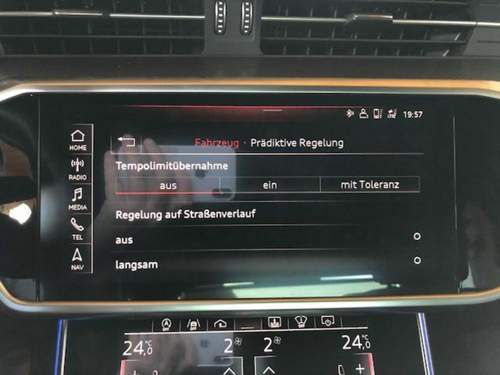 19:57
HOME
Fahrzeug · Prädiktive Regelung
RADIO
Tempolimitübernahme
aus ein mit Toleranz
MEDIA
Regelung auf Straßenverlauf
TEL
aus
NAV
langsam
24,0 2 2 24,0
+ +